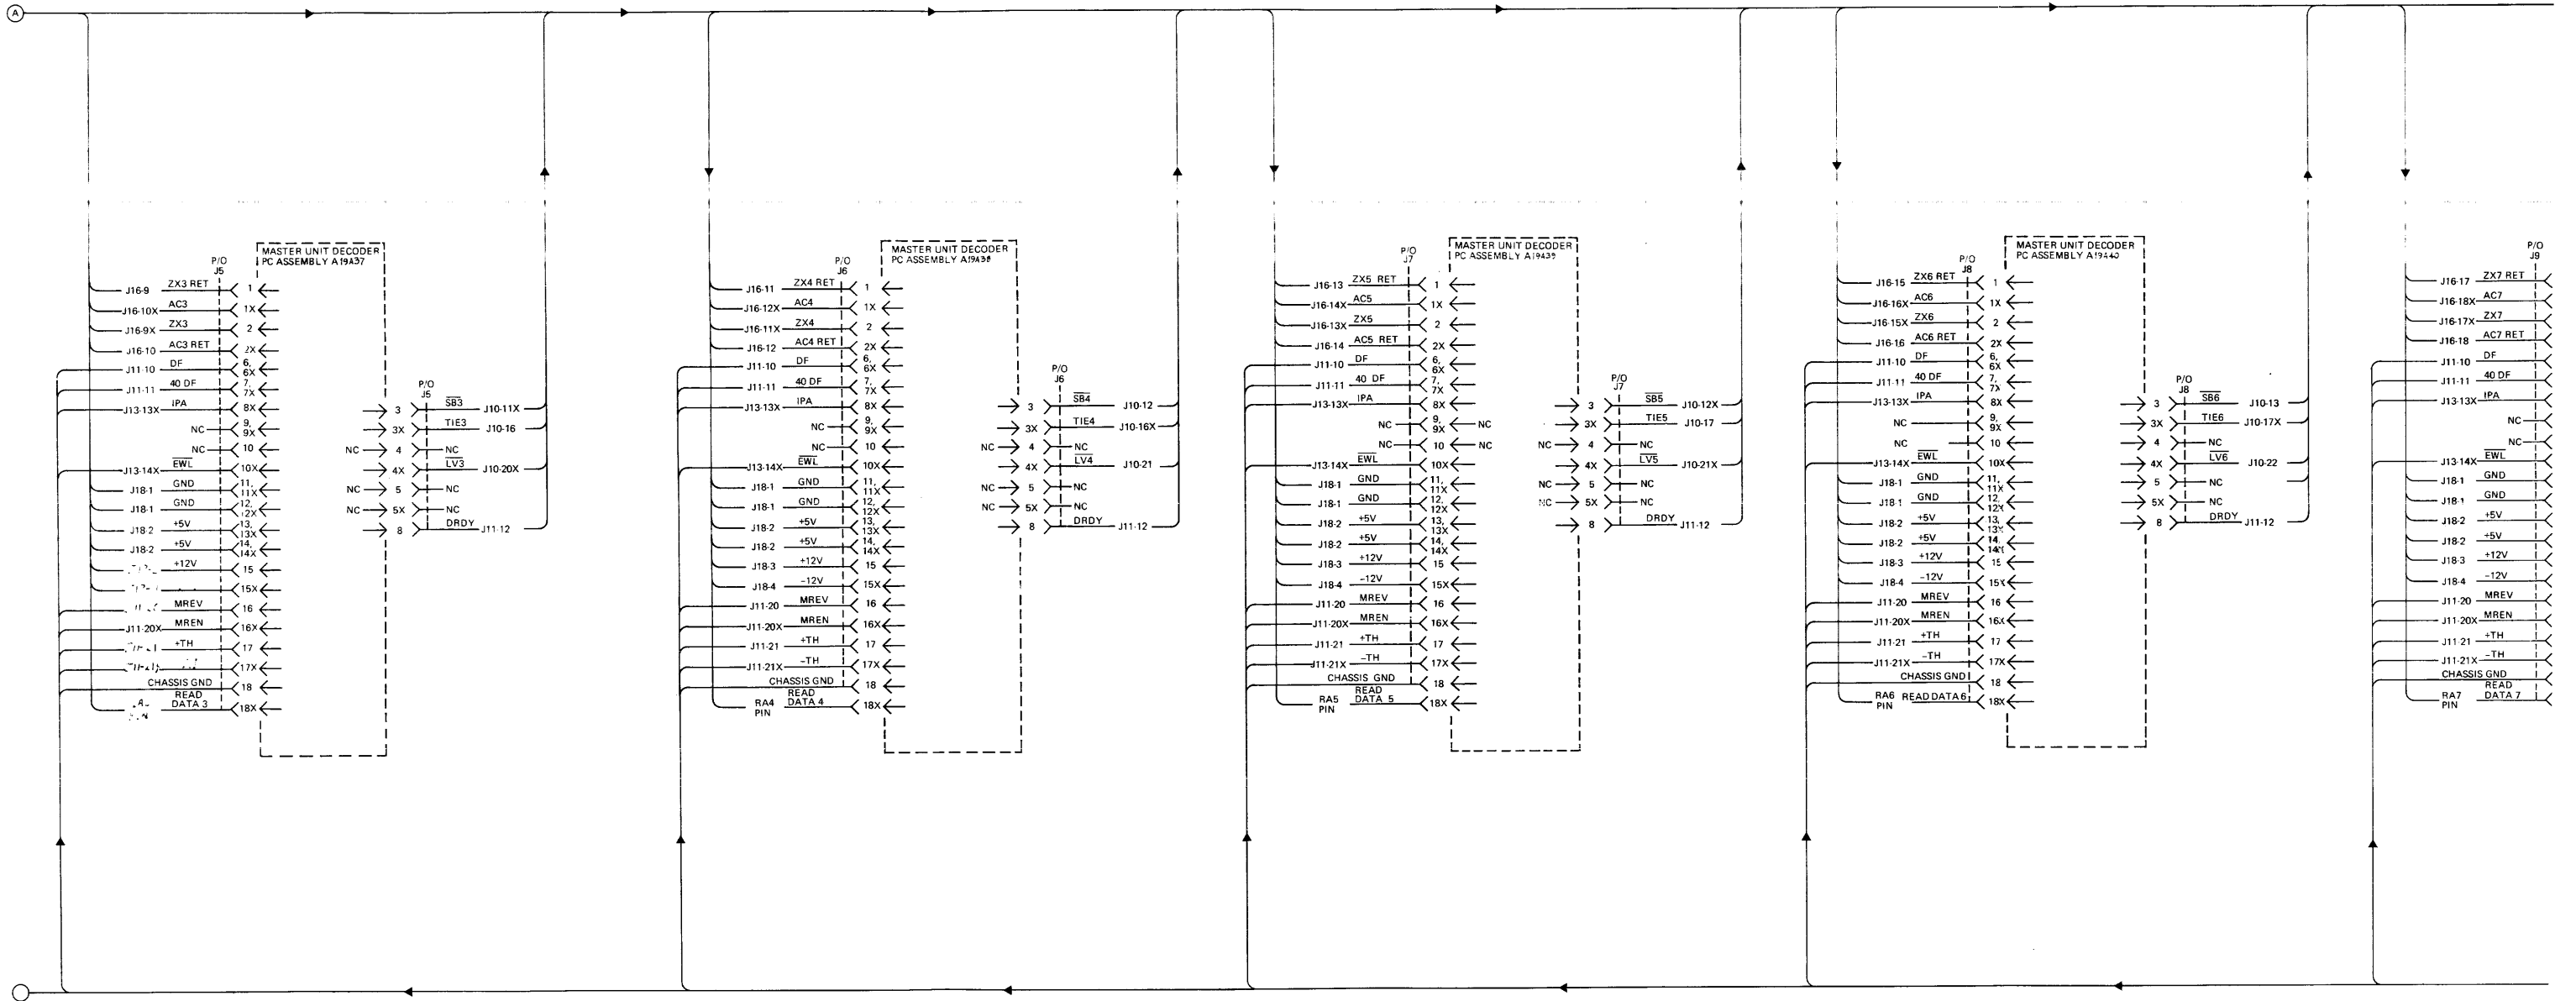 A
MASTER UNIT DECODER
PC ASSEMBLY A19A37
P/O
J5
J16-9 ZX3 RET 1
J16-10X AC3 1X
J16-9X ZX3 2
J16-10 AC3 RET 2X
J11-10 DF 6, 6X
J11-11 40 DF 7, 7X
J13-13X IPA 8X
NC 9, 9X
NC 10
J13-14X EWL 10X
J18-1 GND 11, 11X
J18-1 GND 12, 12X
J18-2 +5V 13, 13X
J18-2 +5V 14, 14X
+12V 15
15X
MREV 16
J11-20X MREN 16X
+TH 17
17X
CHASSIS GND 18
READ
DATA 3 18X
P/O
J5
3 SB3 J10-11X
3X TIE3 J10-16
NC 4 NC
4X LV3 J10-20X
NC 5 NC
NC 5X NC
8 DRDY J11-12
MASTER UNIT DECODER
PC ASSEMBLY A19A38
P/O
J6
J16-11 ZX4 RET 1
J16-12X AC4 1X
J16-11X ZX4 2
J16-12 AC4 RET 2X
J11-10 DF 6, 6X
J11-11 40 DF 7, 7X
J13-13X IPA 8X
NC 9, 9X
NC 10
J13-14X EWL 10X
J18-1 GND 11, 11X
J18-1 GND 12, 12X
J18-2 +5V 13, 13X
J18-2 +5V 14, 14X
J18-3 +12V 15
J18-4 -12V 15X
J11-20 MREV 16
J11-20X MREN 16X
J11-21 +TH 17
J11-21X -TH 17X
CHASSIS GND 18
READ
RA4 DATA 4 18X
PIN
P/O
J6
3 SB4 J10-12
3X TIE4 J10-16X
NC 4 NC
4X LV4 J10-21
NC 5 NC
NC 5X NC
8 DRDY J11-12
MASTER UNIT DECODER
PC ASSEMBLY A19A39
P/O
J7
J16-13 ZX5 RET 1
J16-14X AC5 1X
J16-13X ZX5 2
J16-14 AC5 RET 2X
J11-10 DF 6, 6X
J11-11 40 DF 7, 7X
J13-13X IPA 8X
NC 9, 9X NC
NC 10 NC
J13-14X EWL 10X
J18-1 GND 11, 11X
J18-1 GND 12, 12X
J18-2 +5V 13, 13X
J18-2 +5V 14, 14X
J18-3 +12V 15
J18-4 -12V 15X
J11-20 MREV 16
J11-20X MREN 16X
J11-21 +TH 17
J11-21X -TH 17X
CHASSIS GND 18
READ
RA5 DATA 5 18X
PIN
P/O
J7
3 SB5 J10-12X
3X TIE5 J10-17
NC 4 NC
4X LV5 J10-21X
NC 5 NC
NC 5X NC
8 DRDY J11-12
MASTER UNIT DECODER
PC ASSEMBLY A19A40
P/O
J8
J16-15 ZX6 RET 1
J16-16X AC6 1X
J16-15X ZX6 2
J16-16 AC6 RET 2X
J11-10 DF 6, 6X
J11-11 40 DF 7, 7X
J13-13X IPA 8X
NC 9, 9X
NC 10
J13-14X EWL 10X
J18-1 GND 11, 11X
J18-1 GND 12, 12X
J18-2 +5V 13, 13X
J18-2 +5V 14, 14X
J18-3 +12V 15
J18-4 -12V 15X
J11-20 MREV 16
J11-20X MREN 16X
J11-21 +TH 17
J11-21X -TH 17X
CHASSIS GND 18
RA6 READ DATA 6 18X
PIN
P/O
J8
3 SB6 J10-13
3X TIE6 J10-17X
4 NC
4X LV6 J10-22
5 NC
5X NC
8 DRDY J11-12
P/O
J9
J16-17 ZX7 RET
J16-18X AC7
J16-17X ZX7
J16-18 AC7 RET
J11-10 DF
J11-11 40 DF
J13-13X IPA
NC
NC
J13-14X EWL
J18-1 GND
J18-1 GND
J18-2 +5V
J18-2 +5V
J18-3 +12V
J18-4 -12V
J11-20 MREV
J11-20X MREN
J11-21 +TH
J11-21X -TH
CHASSIS GND
READ
RA7 DATA 7
PIN